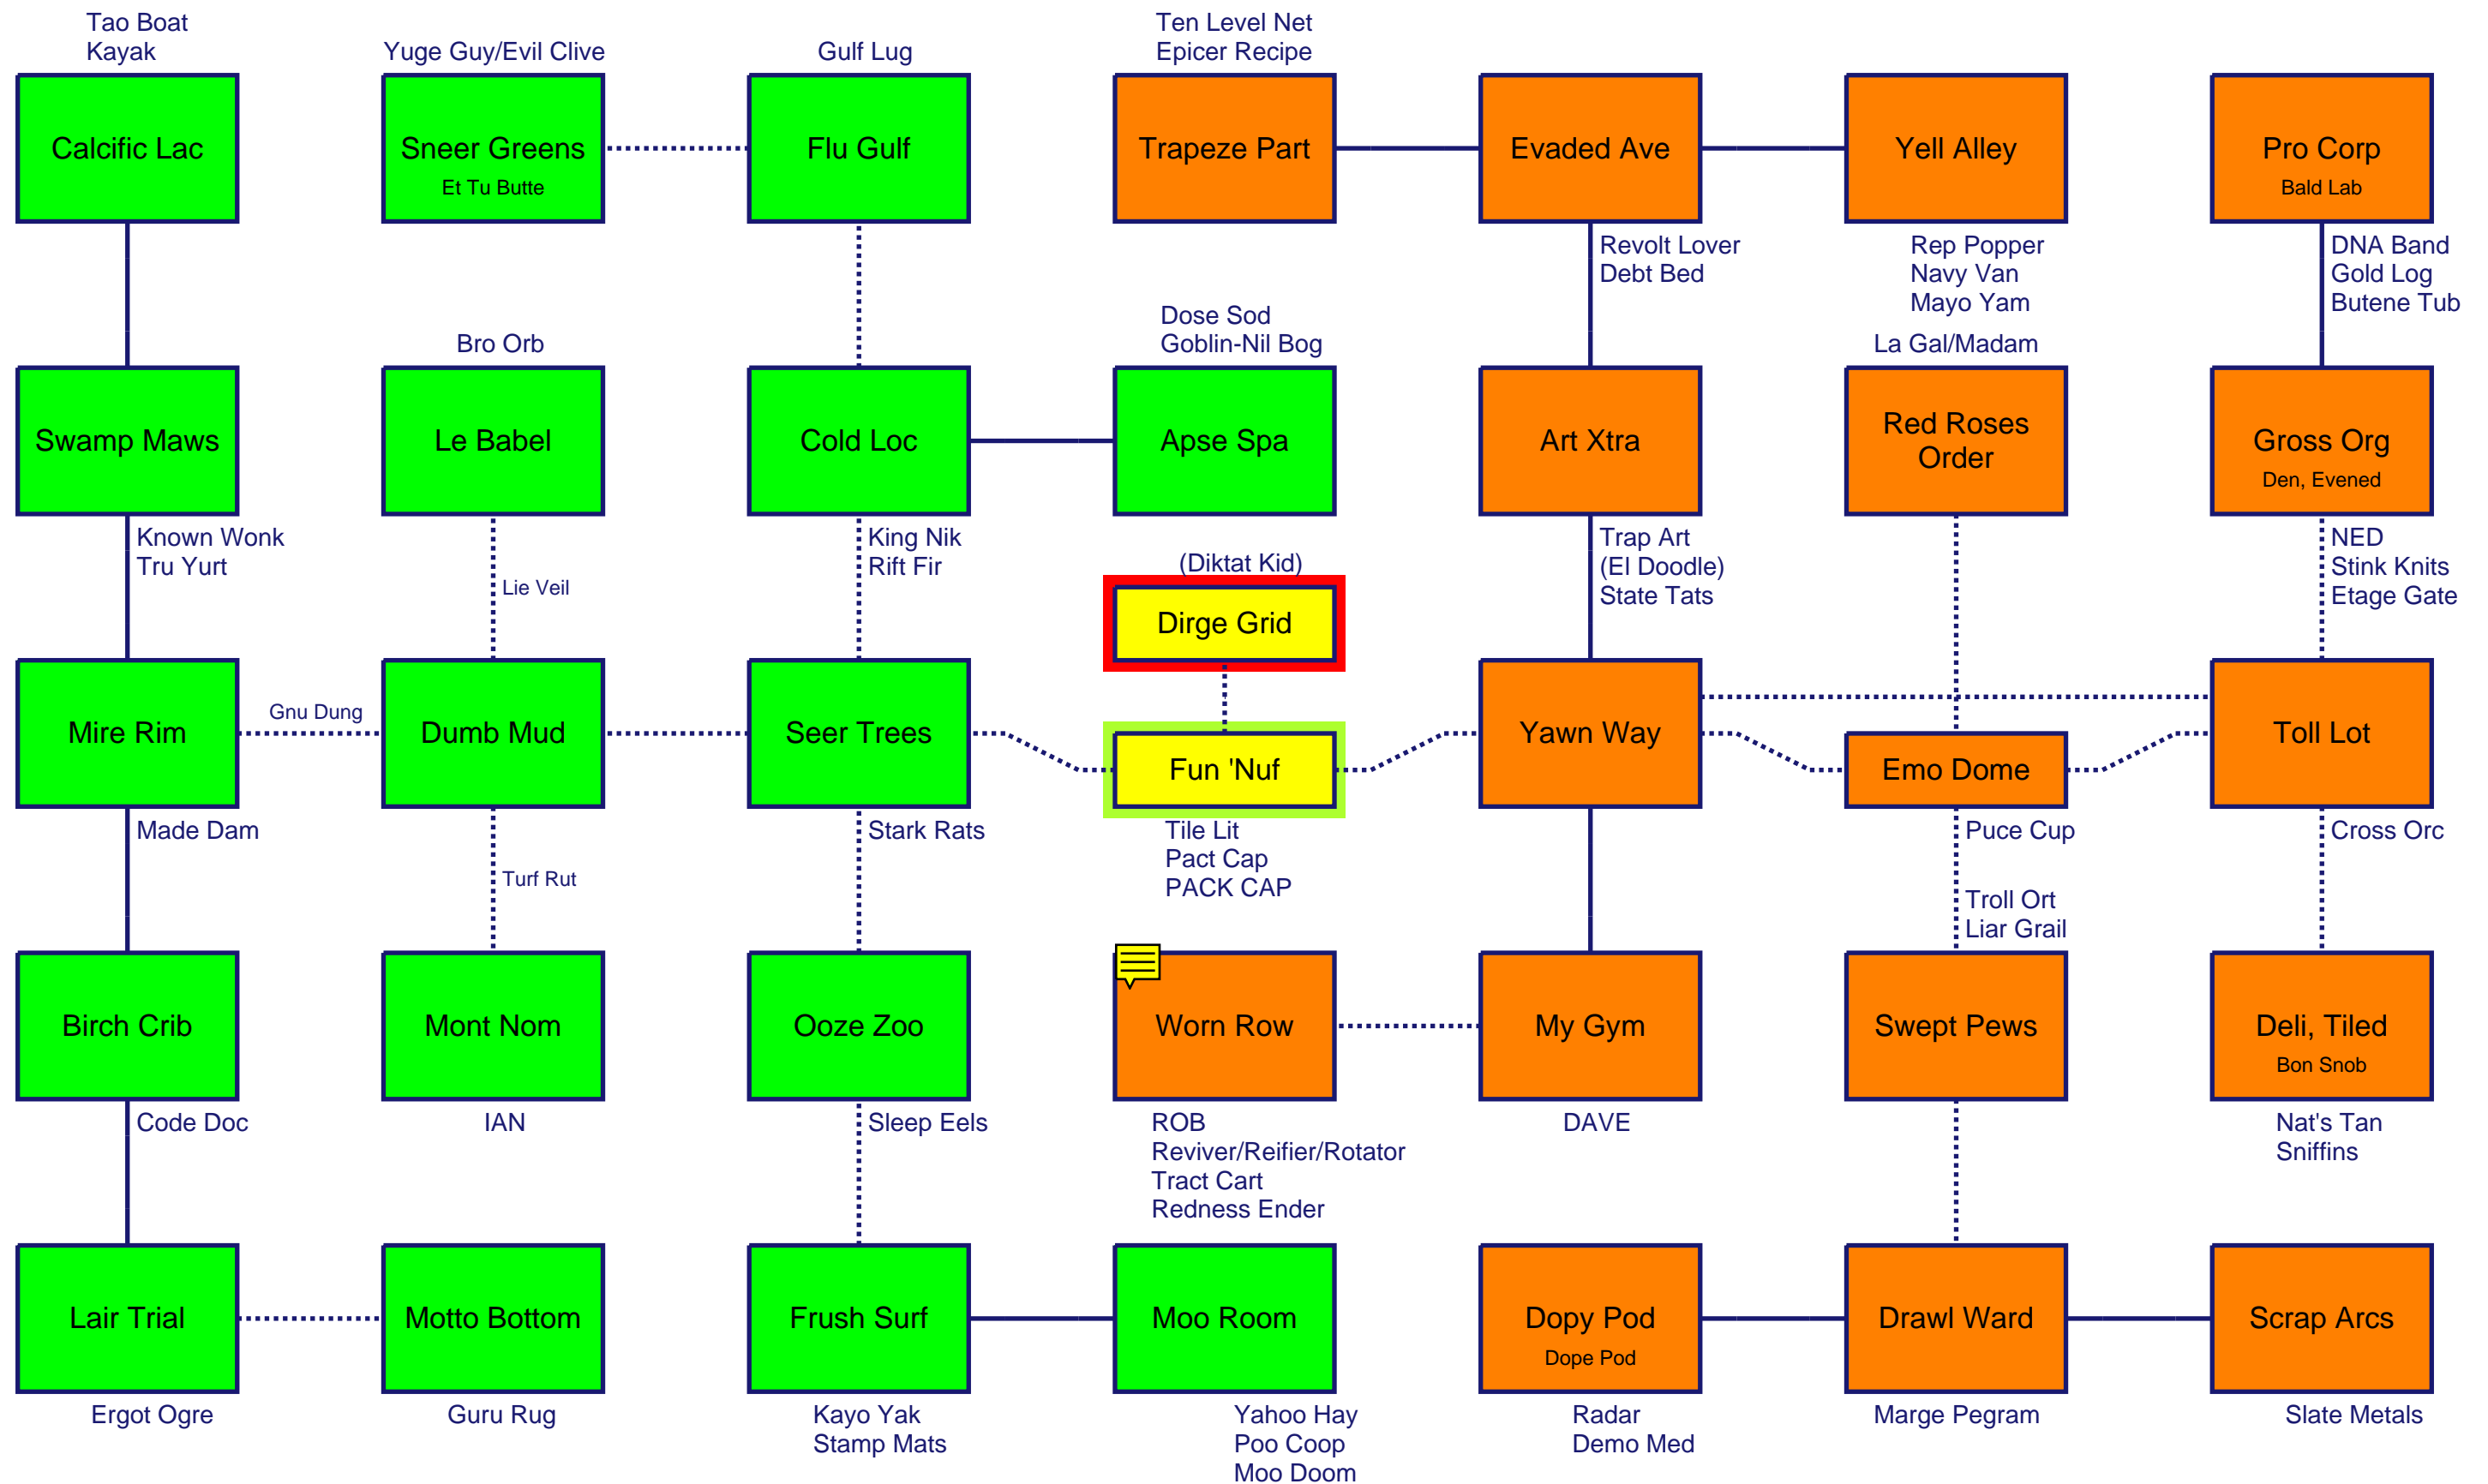 Tao Boat
Kayak
Yuge Guy/Evil Clive
Gulf Lug
Ten Level Net
Epicer Recipe
Calcific Lac
Sneer Greens
Et Tu Butte
Flu Gulf
Trapeze Part
Evaded Ave
Yell Alley
Pro Corp
Bald Lab
Revolt Lover
Debt Bed
Rep Popper
Navy Van
Mayo Yam
DNA Band
Gold Log
Butene Tub
Bro Orb
Dose Sod
Goblin-Nil Bog
La Gal/Madam
Swamp Maws
Le Babel
Cold Loc
Apse Spa
Art Xtra
Red Roses
Order
Gross Org
Den, Evened
Known Wonk
Tru Yurt
Lie Veil
King Nik
Rift Fir
(Diktat Kid)
Dirge Grid
Trap Art
(El Doodle)
State Tats
NED
Stink Knits
Etage Gate
Mire Rim
Gnu Dung
Dumb Mud
Seer Trees
Fun 'Nuf
Yawn Way
Emo Dome
Toll Lot
Made Dam
Turf Rut
Stark Rats
Tile Lit
Pact Cap
PACK CAP
Puce Cup
Troll Ort
Liar Grail
Cross Orc
Birch Crib
Mont Nom
Ooze Zoo
Worn Row
My Gym
Swept Pews
Deli, Tiled
Bon Snob
Code Doc
IAN
Sleep Eels
ROB
Reviver/Reifier/Rotator
Tract Cart
Redness Ender
DAVE
Nat's Tan
Sniffins
Lair Trial
Motto Bottom
Frush Surf
Moo Room
Dopy Pod
Dope Pod
Drawl Ward
Scrap Arcs
Ergot Ogre
Guru Rug
Kayo Yak
Stamp Mats
Yahoo Hay
Poo Coop
Moo Doom
Radar
Demo Med
Marge Pegram
Slate Metals